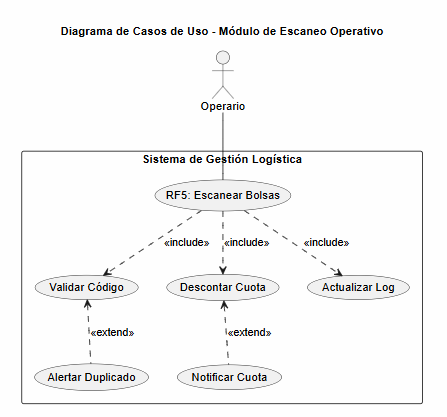 Diagrama de Casos de Uso - Módulo de Escaneo Operativo
Operario
Sistema de Gestión Logística
RF5: Escanear Bolsas
«include»
«include»
«include»
Validar Código
Descontar Cuota
Actualizar Log
«extend»
«extend»
Alertar Duplicado
Notificar Cuota